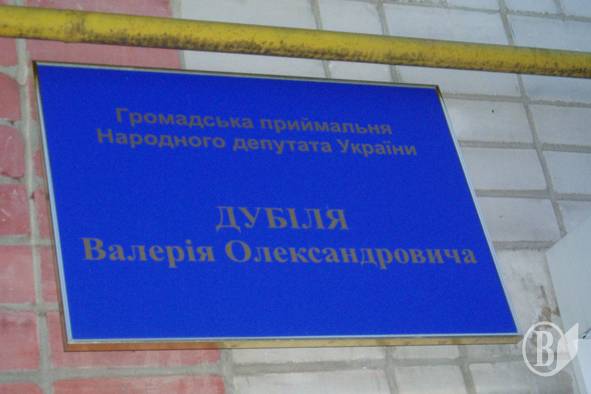 Громадська приймальня
Народного депутата України
ДУБІЛЯ
Валерія Олександровича
В